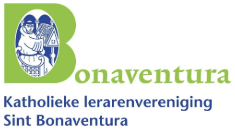 Bonaventura
Katholieke lerarenvereniging
Sint Bonaventura